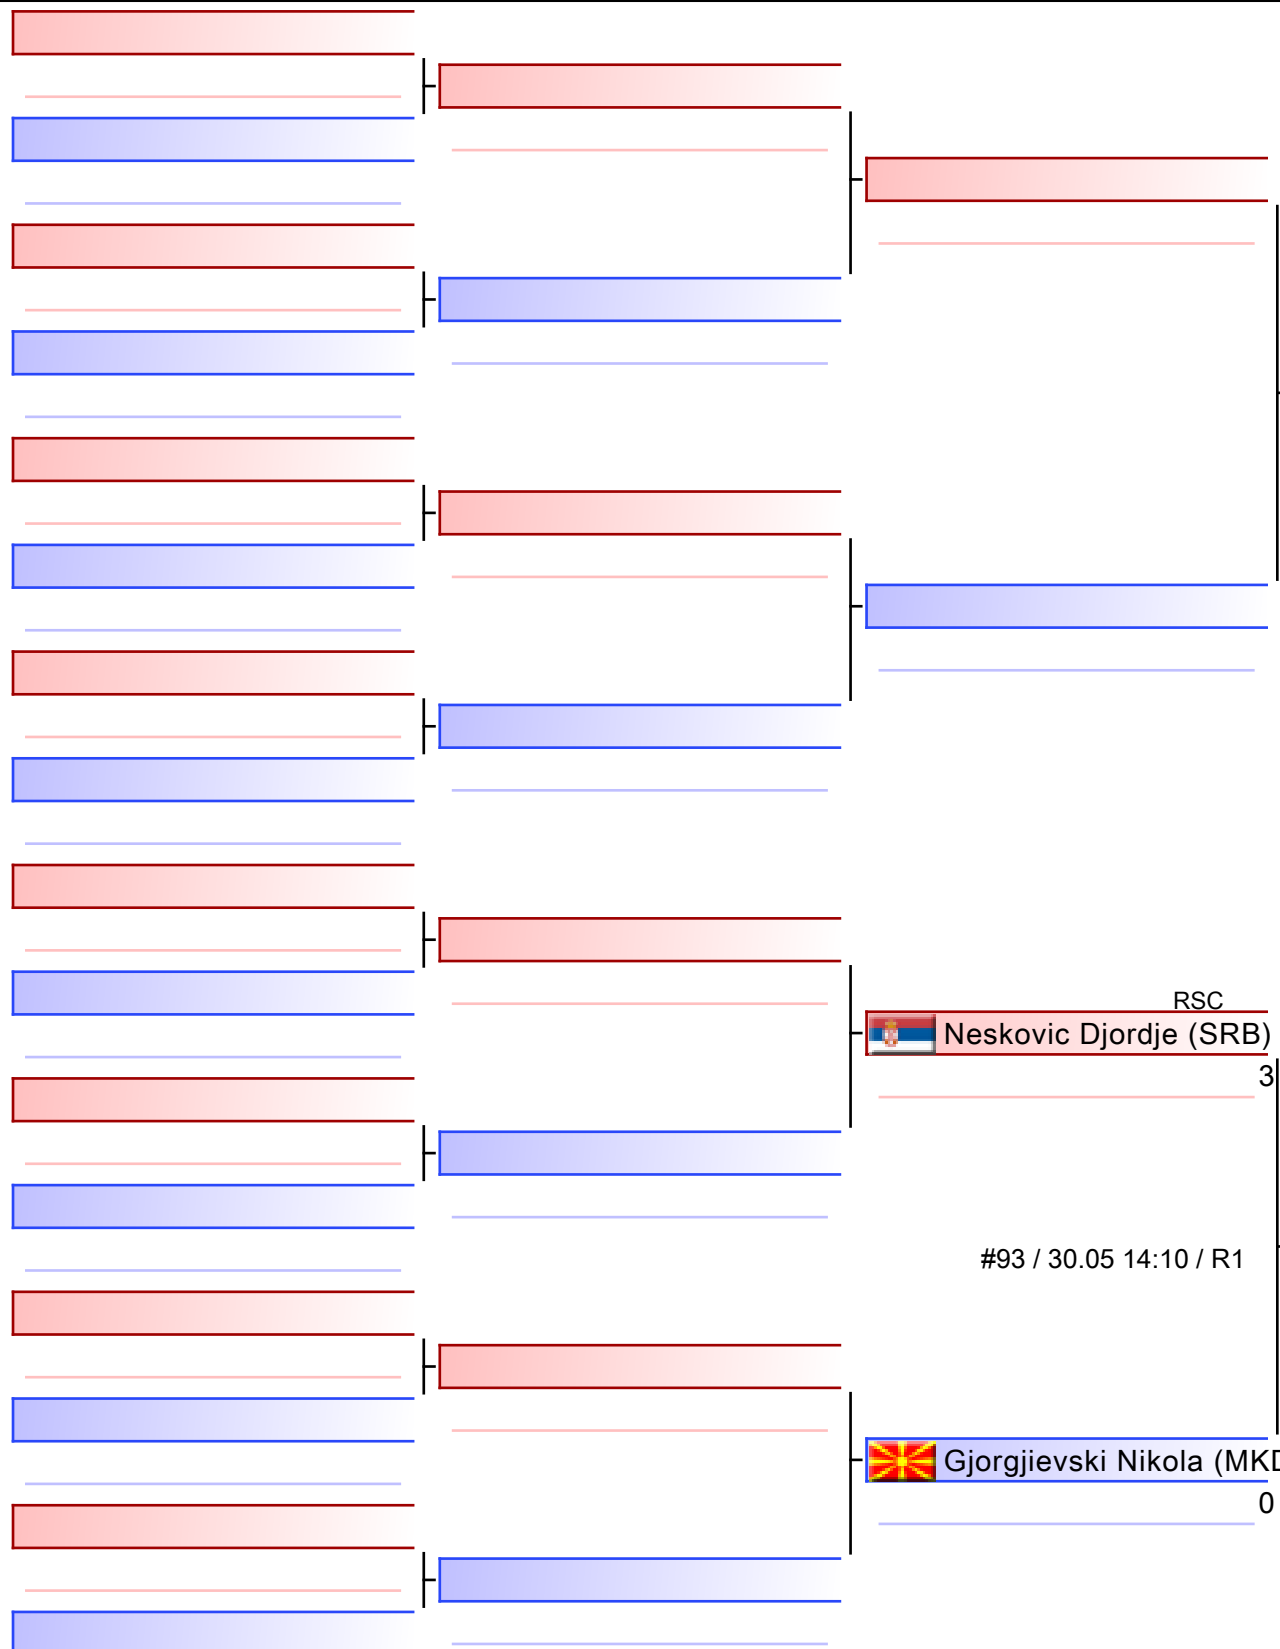 RSC
Neskovic Djordje (SRB)
3
#93 / 30.05 14:10 / R1
Gjorgjievski Nikola (MKD
0